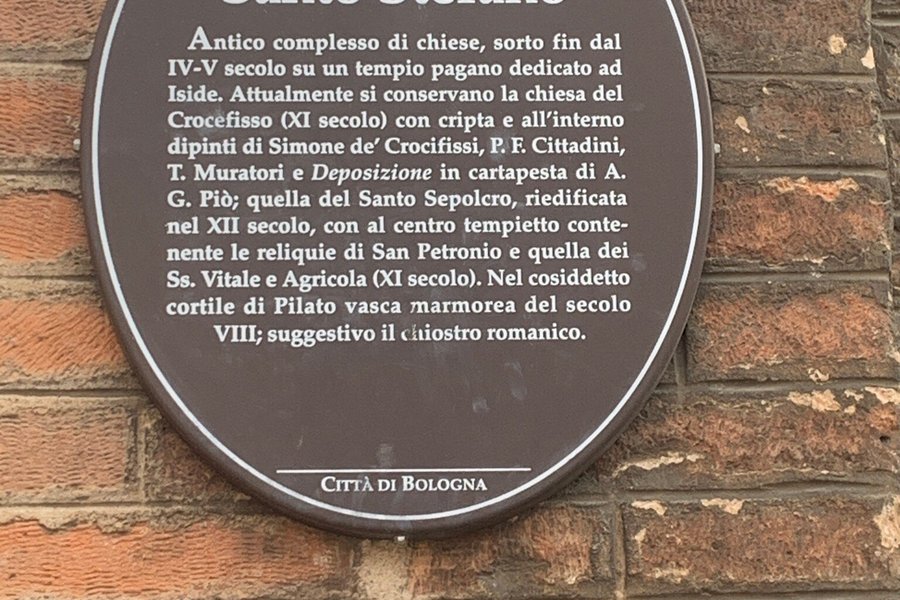 Santo Stefano
Antico complesso di chiese, sorto fin dal
IV-V secolo su un tempio pagano dedicato ad
Iside. Attualmente si conservano la chiesa del
Crocefisso (XI secolo) con cripta e all'interno
dipinti di Simone de' Crocifissi, P. F. Cittadini,
T. Muratori e Deposizione in cartapesta di A.
G. Piò; quella del Santo Sepolcro, riedificata
nel XII secolo, con al centro tempietto conte-
nente le reliquie di San Petronio e quella dei
Ss. Vitale e Agricola (XI secolo). Nel cosiddetto
cortile di Pilato vasca marmorea del secolo
VIII; suggestivo il chiostro romanico.
CITTÀ DI BOLOGNA